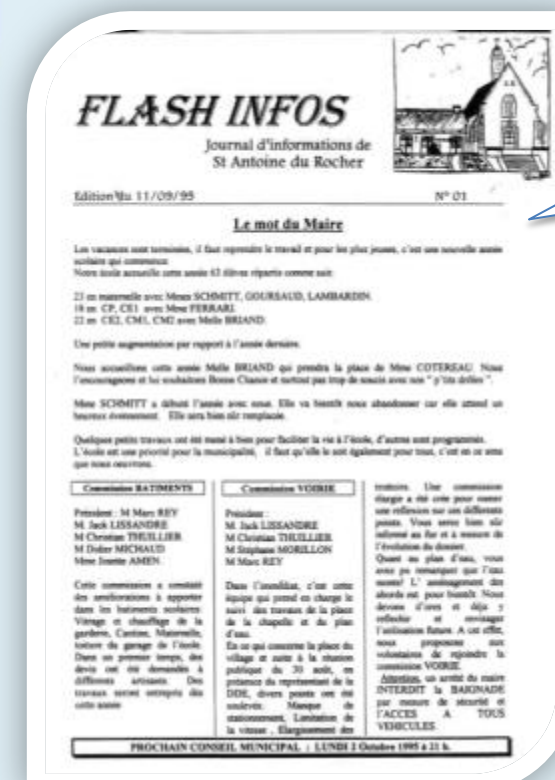 FLASH INFOS
Journal d'informations de
St Antoine du Rocher
Edition du 11/09/95
N° 01
Le mot du Maire
Les vacances sont terminées, il faut reprendre le travail et pour les plus jeunes, c'est une nouvelle année
scolaire qui commence.
Notre école accueille cette année 63 élèves répartis comme suit
23 en maternelle avec Mmes SCHMITT, GOURSAUD, LAMBARDIN.
18 en CP, CE1 avec Mme FERRARI.
22 en CE2, CM1, CM2 avec Melle BRIAND.
Une petite augmentation par rapport à l'année dernière.
Nous accueillons cette année Melle BRIAND qui prendra la place de Mme COTEREAU. Nous
l'encourageons et lui souhaitons Bonne Chance et surtout pas trop de soucis avec nos " p'tits drôles ".
Mme SCHMITT a débuté l'année avec nous. Elle va bientôt nous abandonner car elle attend un
heureux événement. Elle sera bien sûr remplacée.
Quelques petits travaux ont été mené à bien pour faciliter la vie à l'école, d'autres sont programmés.
L'école est une priorité pour la municipalité, il faut qu'elle le soit également pour tous, c'est en ce sens
que nous oeuvrons.
Commission BATIMENTS
Président : M Marc REY
M. Jack LISSANDRE
M Christian THUILLIER
M Didier MICHAUD
Mme Josette AMEN.
Cette commission a constaté
des améliorations à apporter
dans les batiments scolaires:
Vitrage et chauffage de la
garderie, Cantine, Maternelle,
toiture du garage de l'école.
Dans un premier temps, des
devis ont été demandés à
différents artisans. Des
travaux seront entrepris dès
cette année
Commission VOIRIE
Président :
M. Jack LISSANDRE
M Christian THUILLIER
M Stéphane MORILLON
M Marc REY
Dans l'immédiat, c'est cette
équipe qui prend en charge le
suivi des travaux de la place
de la chapelle et du plan
d'eau.
En ce qui concerne la place du
village et suite à la réunion
publique du 30 août, en
présence du représentant de la
DDE, divers points ont été
soulevés. Manque de
stationnement, Limitation de
la vitesse , Elargissement des
trottoirs. Une commission
élargie a été crée pour mener
une réflexion sur ces différents
points. Vous serez bien sûr
informé au fur et à mesure de
l'évolution du dossier.
Quant au plan d'eau, vous
avez pu remarquer que l'eau
monte! L' aménagement des
abords est pour bientôt. Nous
devons d'ores et déja y
reflechir et envisager
l'utilisation future. A cet effet,
nous proposons aux
volontaires de rejoindre la
commission VOIRIE.
Attention, un arrêté du maire
INTERDIT la BAIGNADE
par mesure de sécurité et
l'ACCES A TOUS
VEHICULES.
PROCHAIN CONSEIL MUNICIPAL : LUNDI 2 Octobre 1995 à 21 h.